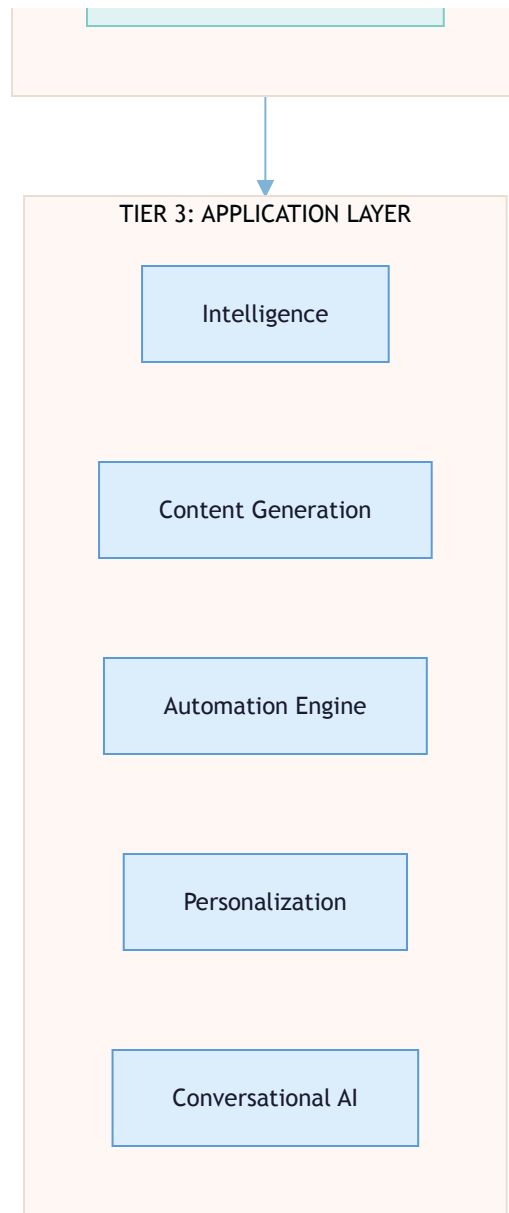 TIER 3: APPLICATION LAYER
Intelligence
Content Generation
Automation Engine
Personalization
Conversational AI